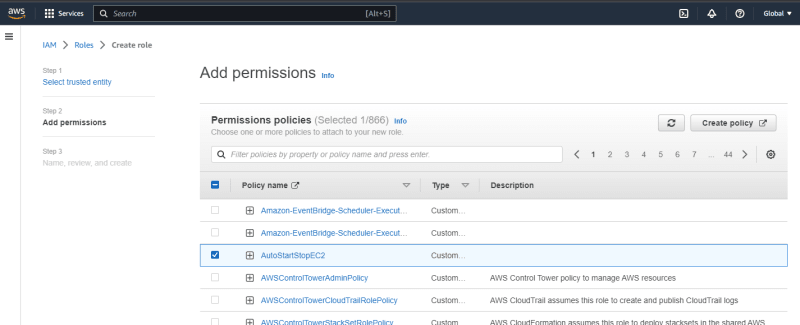 aws Services Search [Alt+S] Global
IAM > Roles > Create role
Step 1
Select trusted entity
Step 2
Add permissions
Step 3
Name, review, and create
Add permissions Info
Permissions policies (Selected 1/866) Info
Choose one or more policies to attach to your new role.
Create policy
Filter policies by property or policy name and press enter
1 2 3 4 5 6 7 ... 44
Policy name Type Description
Amazon-EventBridge-Scheduler-Execut... Custom...
Amazon-EventBridge-Scheduler-Execut... Custom...
AutoStartStopEC2 Custom...
AWSControlTowerAdminPolicy Custom... AWS Control Tower policy to manage AWS resources
AWSControlTowerCloudTrailRolePolicy Custom... AWS CloudTrail assumes this role to create and publish CloudTrail logs
AWSControlTowerStackSetRolePolicy Custom... AWS CloudFormation assumes this role to deploy stacksets in the shared AWS